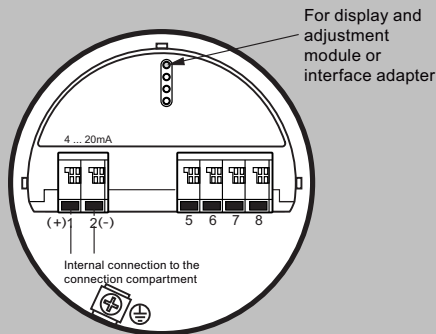 For display and
adjustment
module or
interface adapter
4 ... 20mA
(+)1 2(-) 5 6 7 8
Internal connection to the
connection compartment